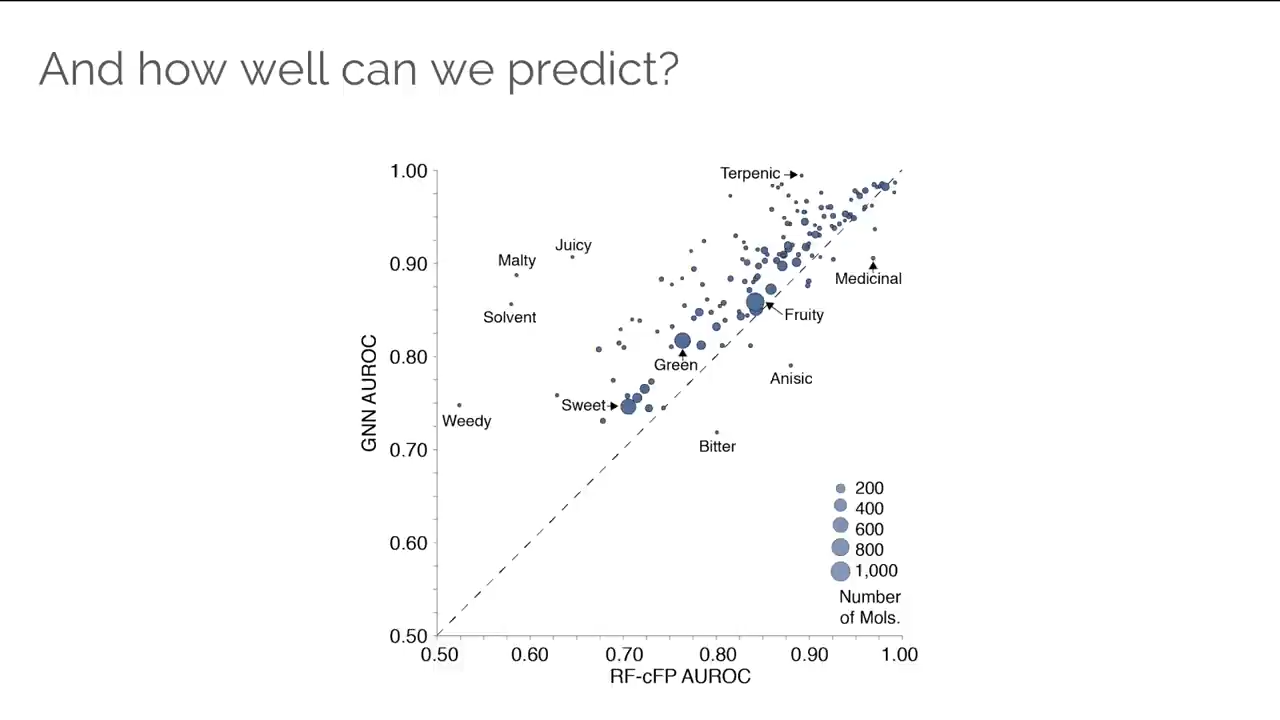 And how well can we predict?
Terpenic
1.00
Juicy
Malty
0.90
Medicinal
Solvent
Fruity
0.80
Green
Anisic
Sweet
Weedy
Bitter
0.70
GNN AUROC
200
400
0.60
600
800
1,000
Number
of Mols.
0.50
0.50 0.60 0.70 0.80 0.90 1.00
RF-cFP AUROC